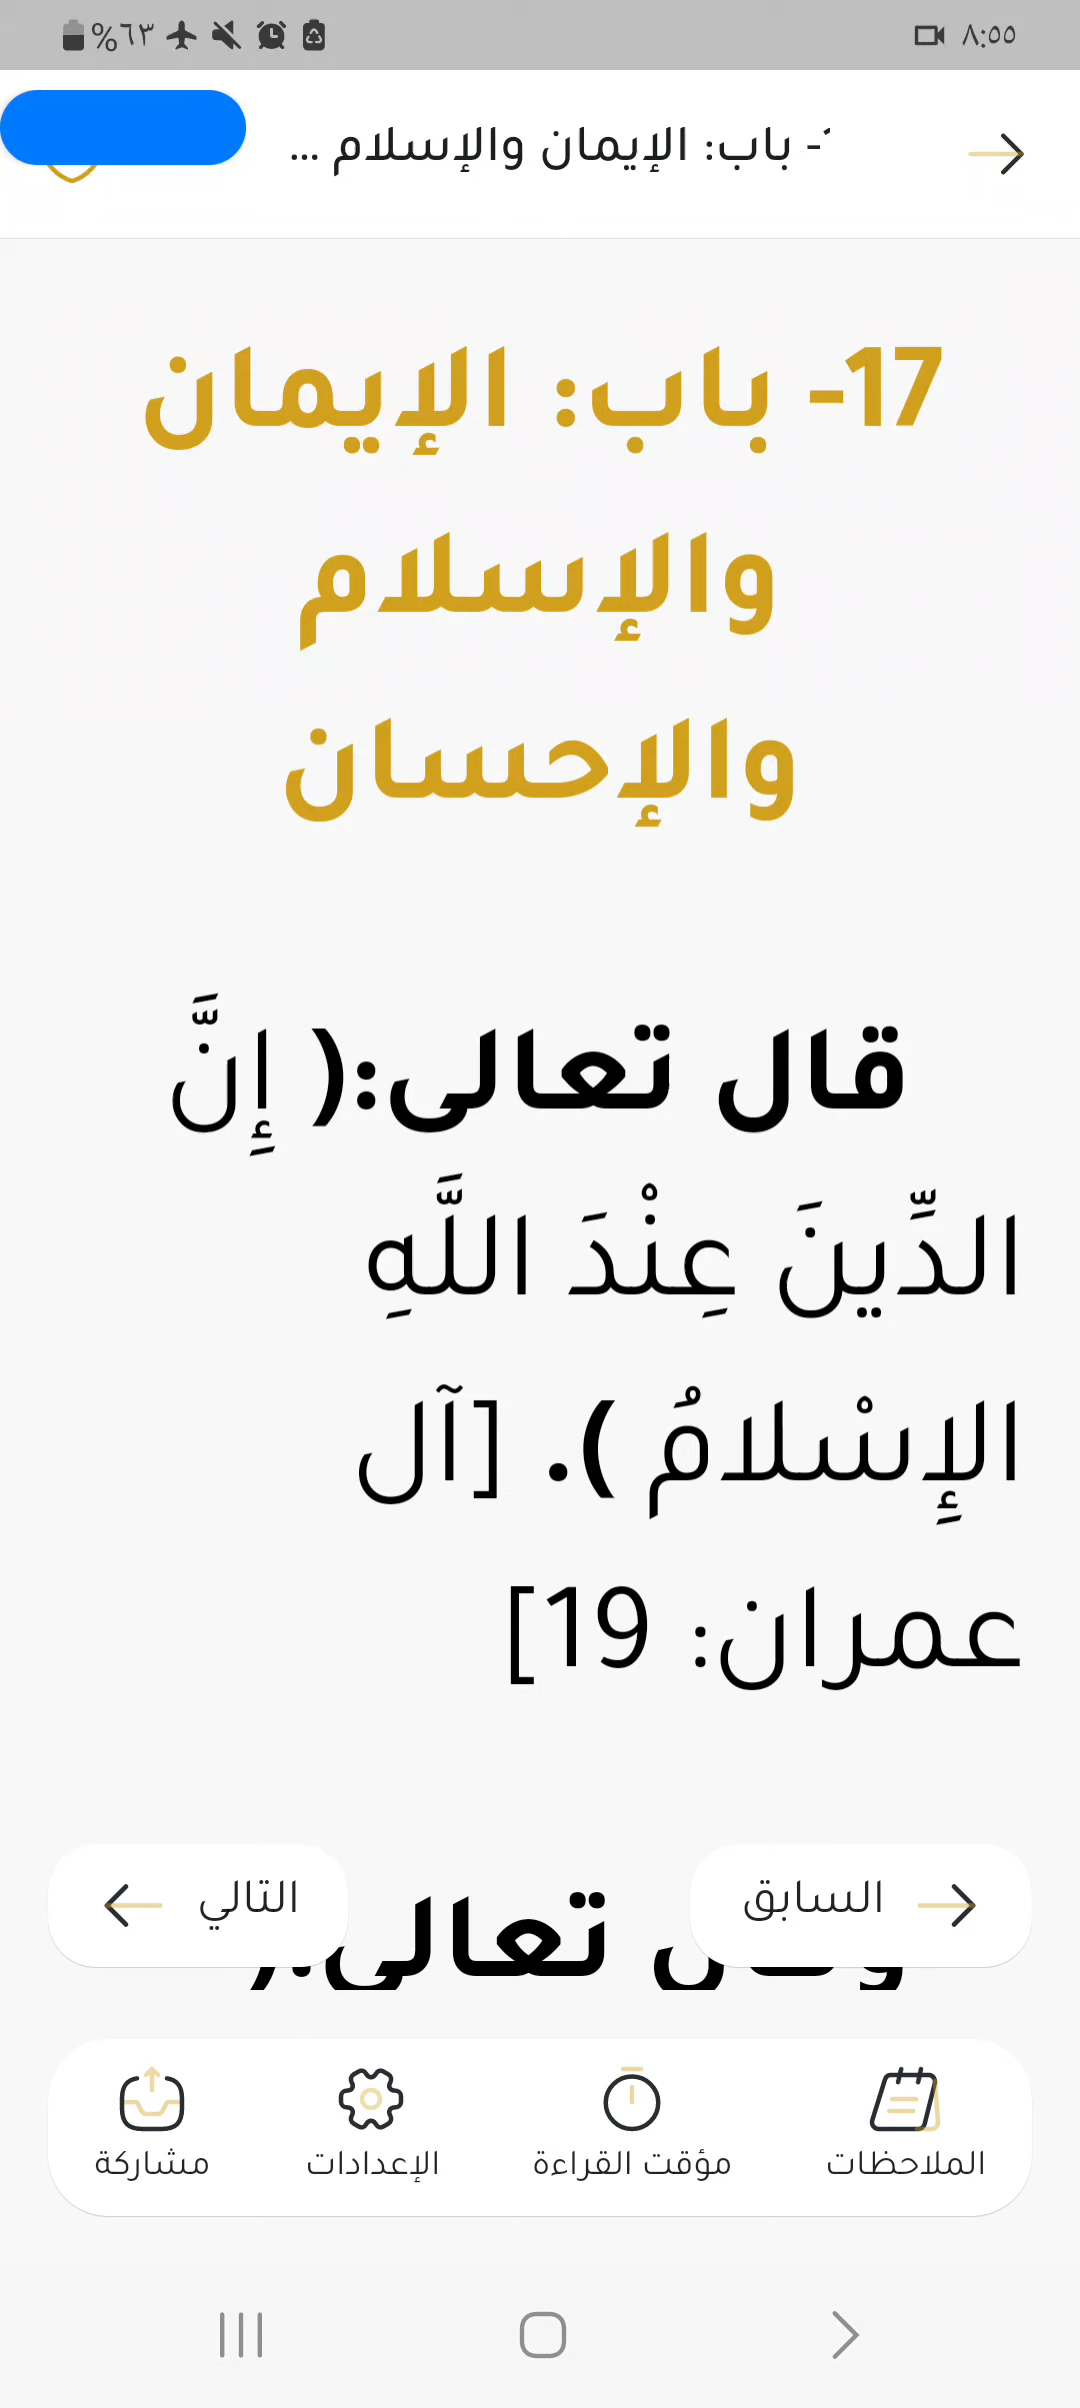 %٦٣
٨:٥٥
- باب: الإيمان والإسلام ...
17- باب: الإيمان
والإسلام
والإحسان
قال تعالى:( إِنَّ
الدِّينَ عِنْدَ اللَّهِ
الإِسْلامُ ). [آل
عمران: 19]
السابق
التالي
تعالى
الملاحظات
مؤقت القراءة
الإعدادات
مشاركة